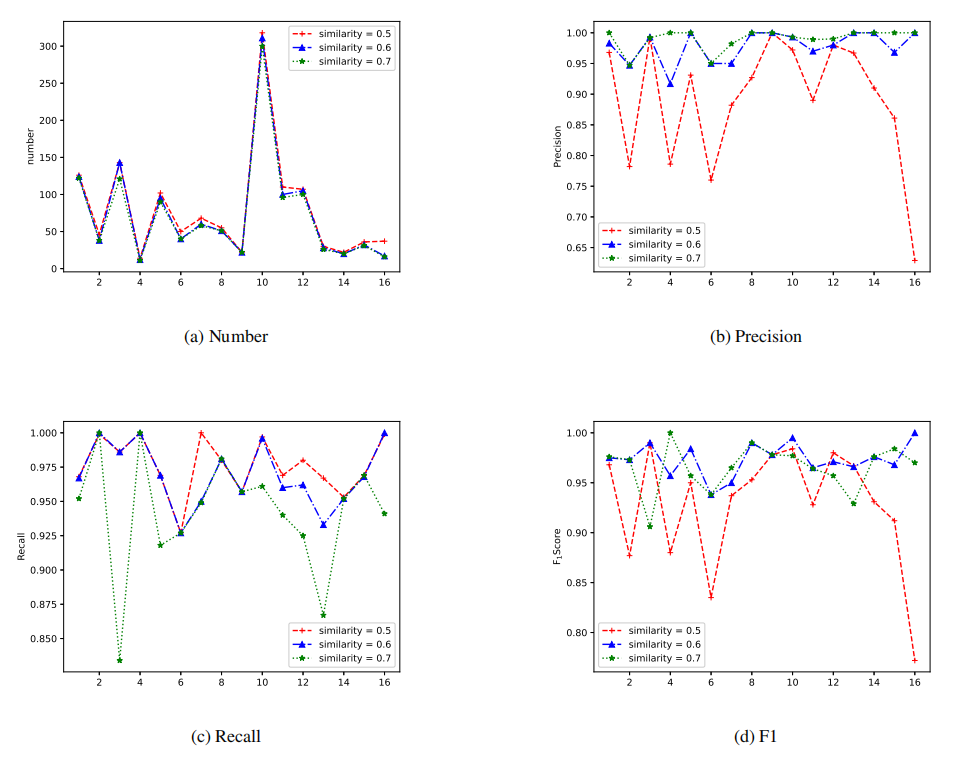 300
250
200
150
100
50
0
number
similarity = 0.5
similarity = 0.6
similarity = 0.7
2 4 6 8 10 12 14 16
(a) Number
1.00
0.95
0.90
0.85
0.80
0.75
0.70
0.65
Precision
similarity = 0.5
similarity = 0.6
similarity = 0.7
2 4 6 8 10 12 14 16
(b) Precision
1.000
0.975
0.950
0.925
0.900
0.875
0.850
Recall
similarity = 0.5
similarity = 0.6
similarity = 0.7
2 4 6 8 10 12 14 16
(c) Recall
1.00
0.95
0.90
0.85
0.80
F₁Score
similarity = 0.5
similarity = 0.6
similarity = 0.7
2 4 6 8 10 12 14 16
(d) F1